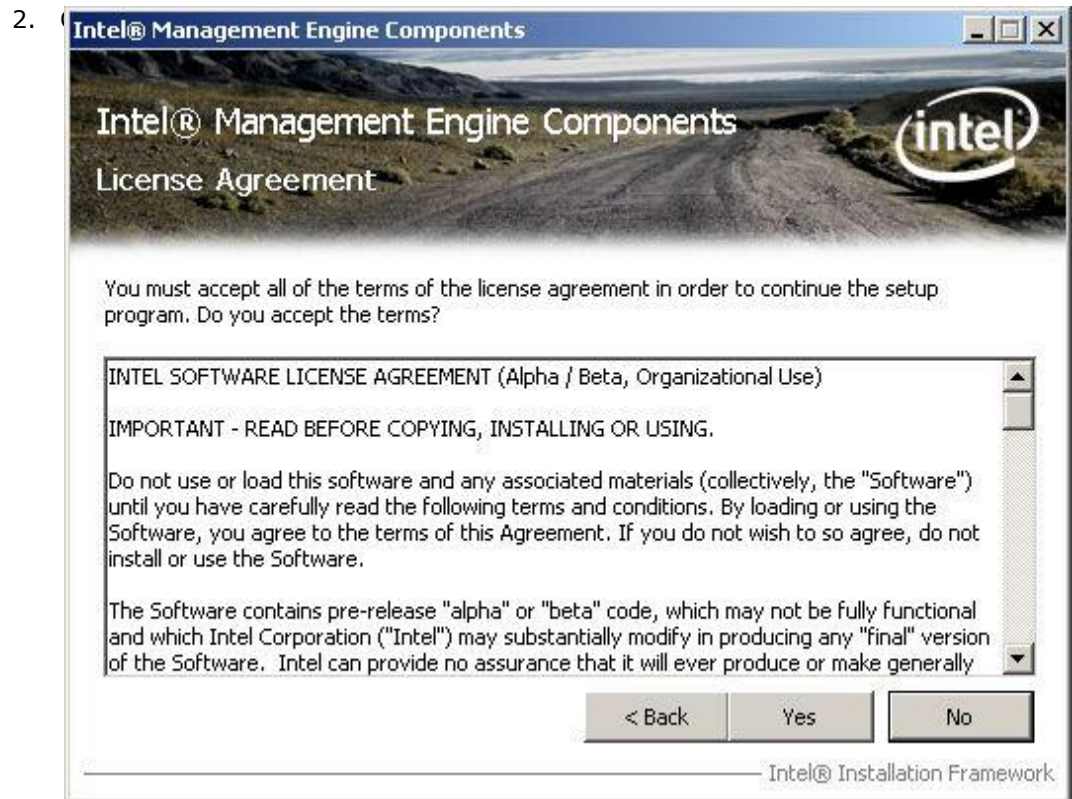 2.
Intel® Management Engine Components
Intel® Management Engine Components
intel
License Agreement
You must accept all of the terms of the license agreement in order to continue the setup
program. Do you accept the terms?
INTEL SOFTWARE LICENSE AGREEMENT (Alpha / Beta, Organizational Use)
IMPORTANT - READ BEFORE COPYING, INSTALLING OR USING.
Do not use or load this software and any associated materials (collectively, the "Software")
until you have carefully read the following terms and conditions. By loading or using the
Software, you agree to the terms of this Agreement. If you do not wish to so agree, do not
install or use the Software.
The Software contains pre-release "alpha" or "beta" code, which may not be fully functional
and which Intel Corporation ("Intel") may substantially modify in producing any "final" version
of the Software.  Intel can provide no assurance that it will ever produce or make generally
< Back Yes No
Intel® Installation Framework